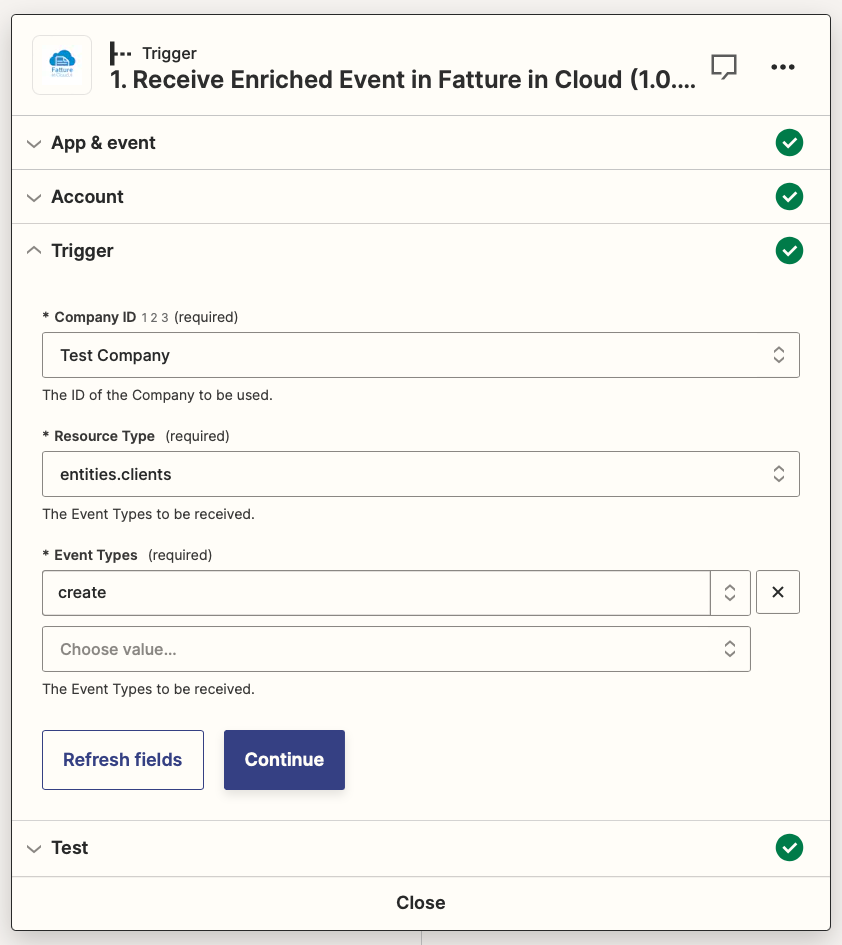 Fatture
Trigger
1. Receive Enriched Event in Fatture in Cloud (1.0....
App & event
Account
Trigger
* Company ID 1 2 3 (required)
Test Company
The ID of the Company to be used.
* Resource Type (required)
entities.clients
The Event Types to be received.
* Event Types (required)
create
Choose value...
The Event Types to be received.
Refresh fields
Continue
Test
Close